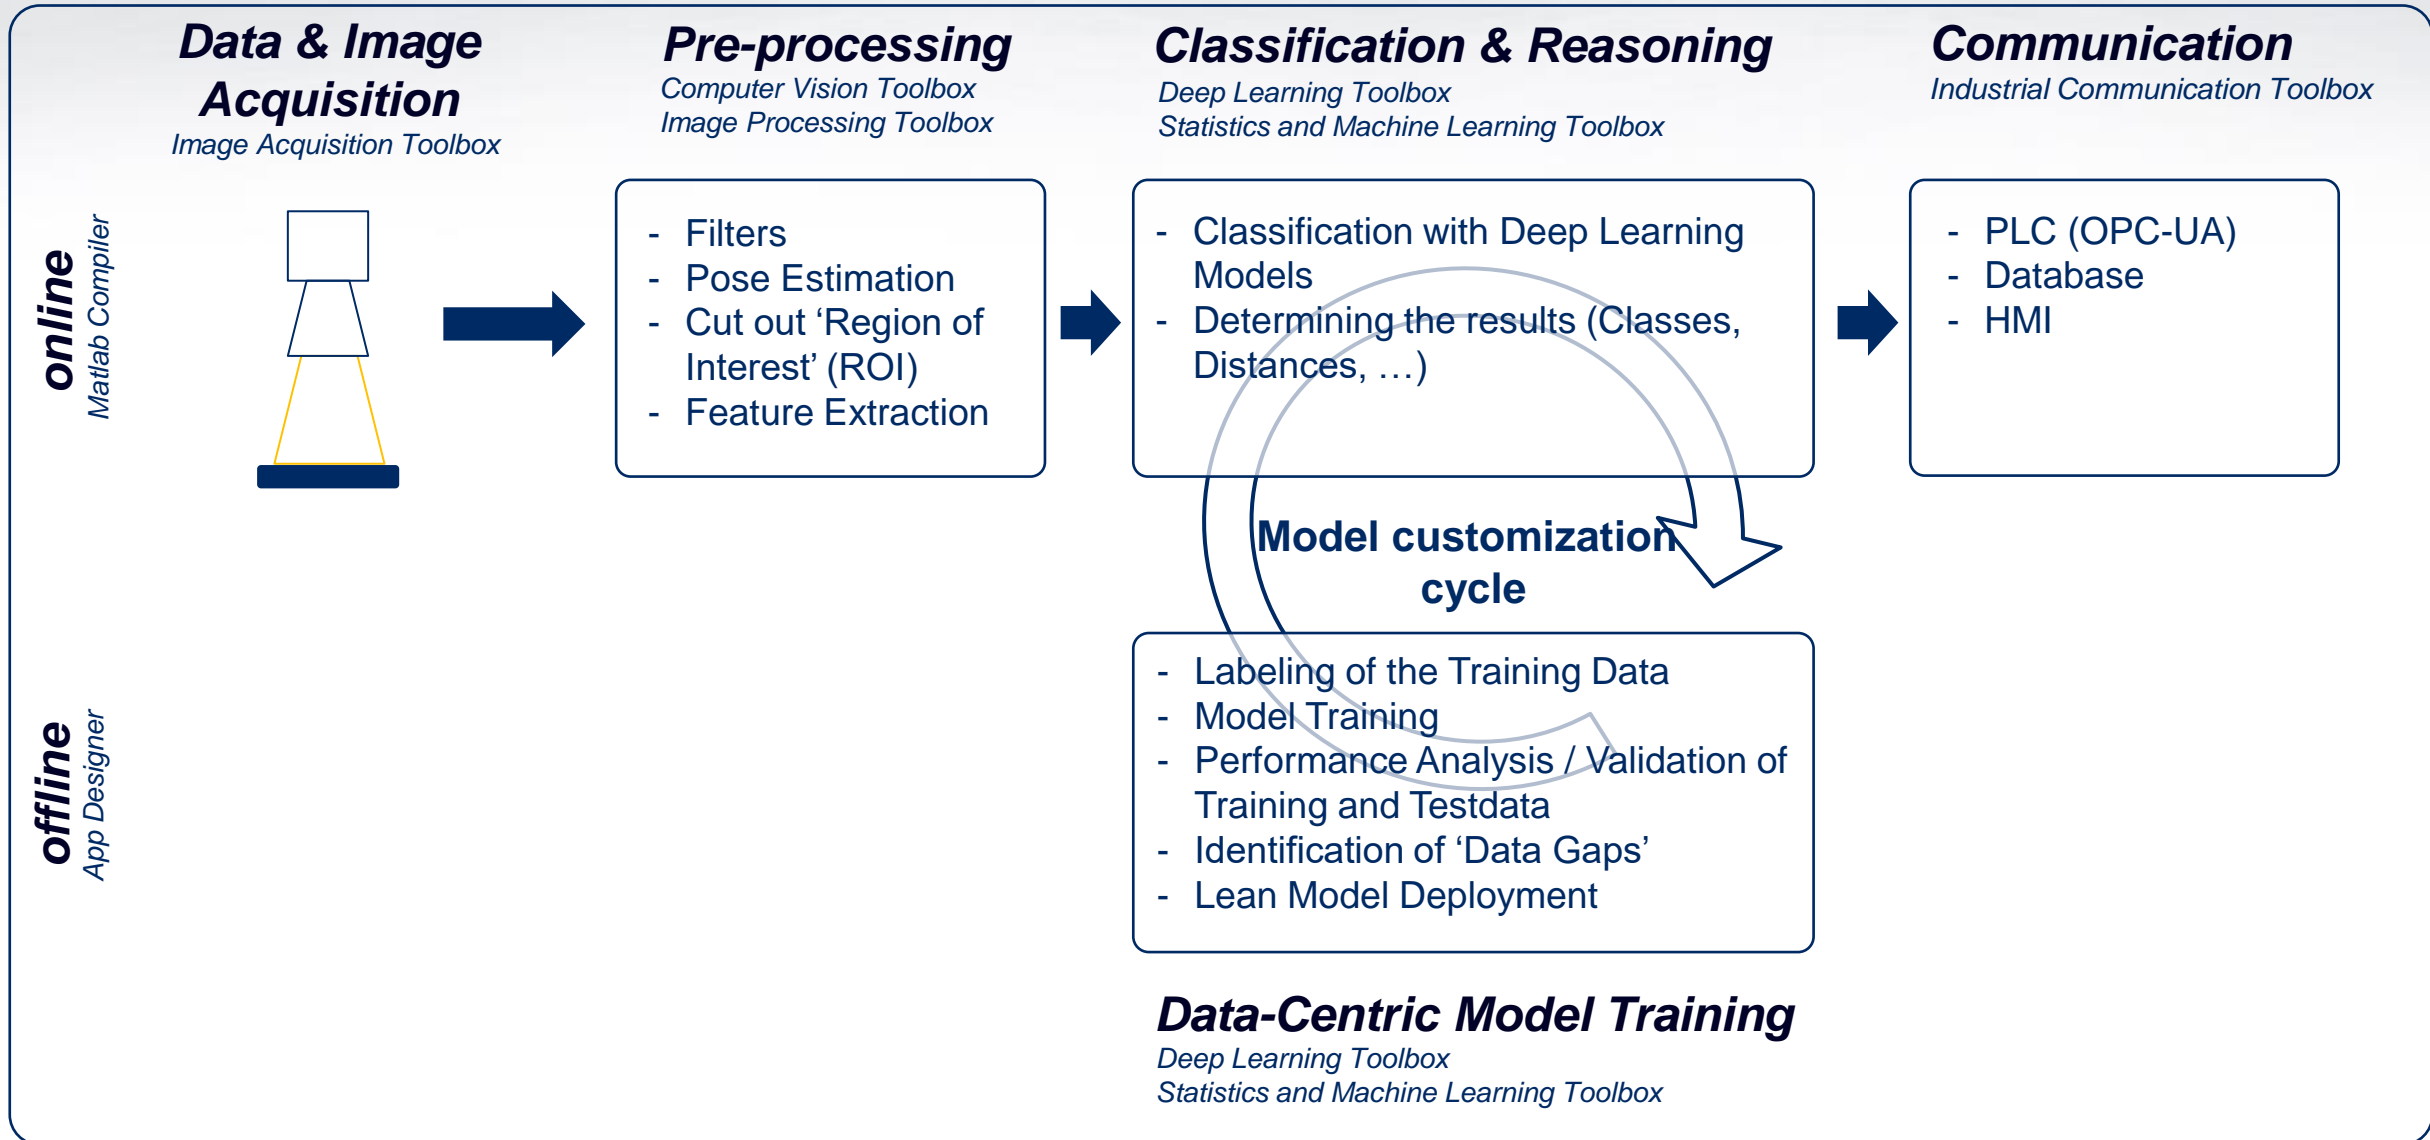 Data & Image
Acquisition
Image Acquisition Toolbox
Pre-processing
Computer Vision Toolbox
Image Processing Toolbox
Classification & Reasoning
Deep Learning Toolbox
Statistics and Machine Learning Toolbox
Communication
Industrial Communication Toolbox
online
Matlab Compiler
- Filters
- Pose Estimation
- Cut out ‘Region of
Interest’ (ROI)
- Feature Extraction
- Classification with Deep Learning
Models
- Determining the results (Classes,
Distances, …)
- PLC (OPC-UA)
- Database
- HMI
Model customization
cycle
offline
App Designer
- Labeling of the Training Data
- Model Training
- Performance Analysis / Validation of
Training and Testdata
- Identification of ‘Data Gaps’
- Lean Model Deployment
Data-Centric Model Training
Deep Learning Toolbox
Statistics and Machine Learning Toolbox